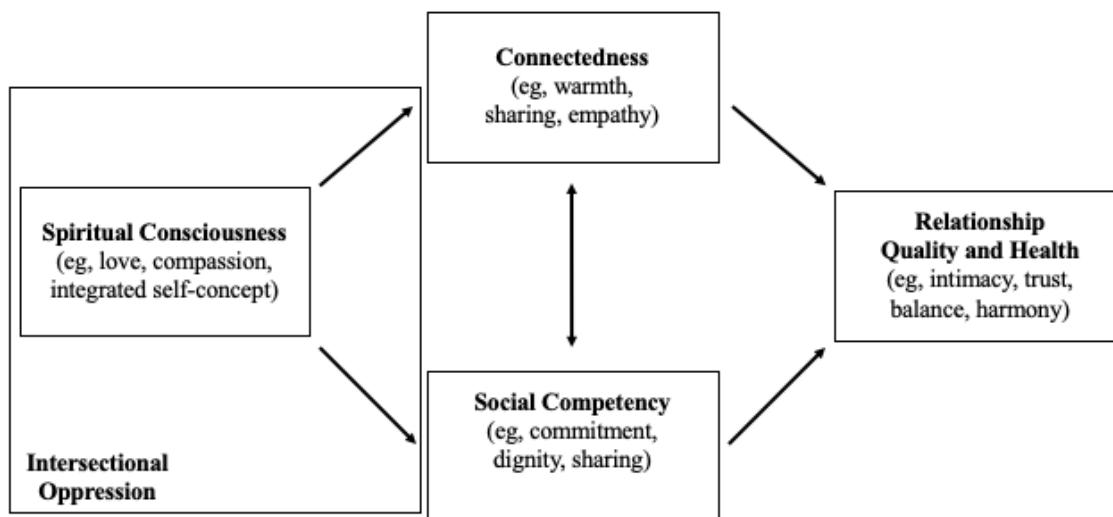 Connectedness
(eg, warmth,
sharing, empathy)
Spiritual Consciousness
(eg, love, compassion,
integrated self-concept)
Relationship
Quality and Health
(eg, intimacy, trust,
balance, harmony)
Social Competency
(eg, commitment,
dignity, sharing)
Intersectional
Oppression